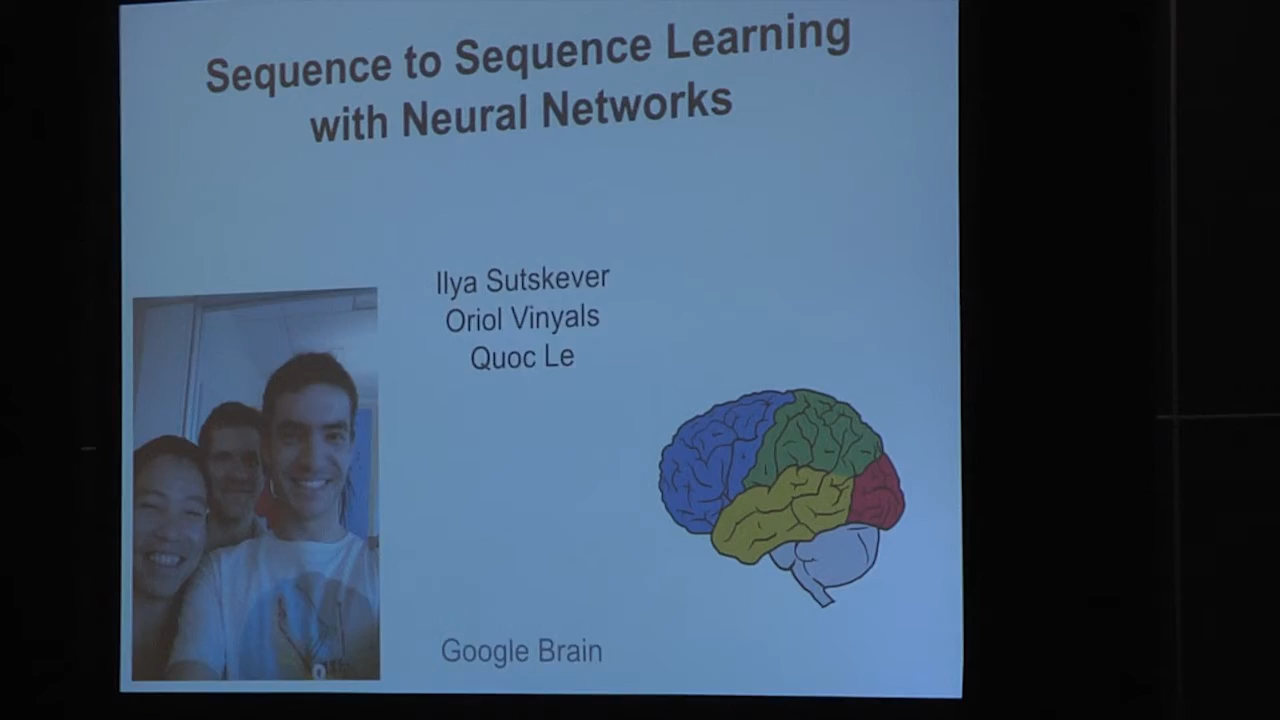 Sequence to Sequence Learning
with Neural Networks
Ilya Sutskever
Oriol Vinyals
Quoc Le
Google Brain